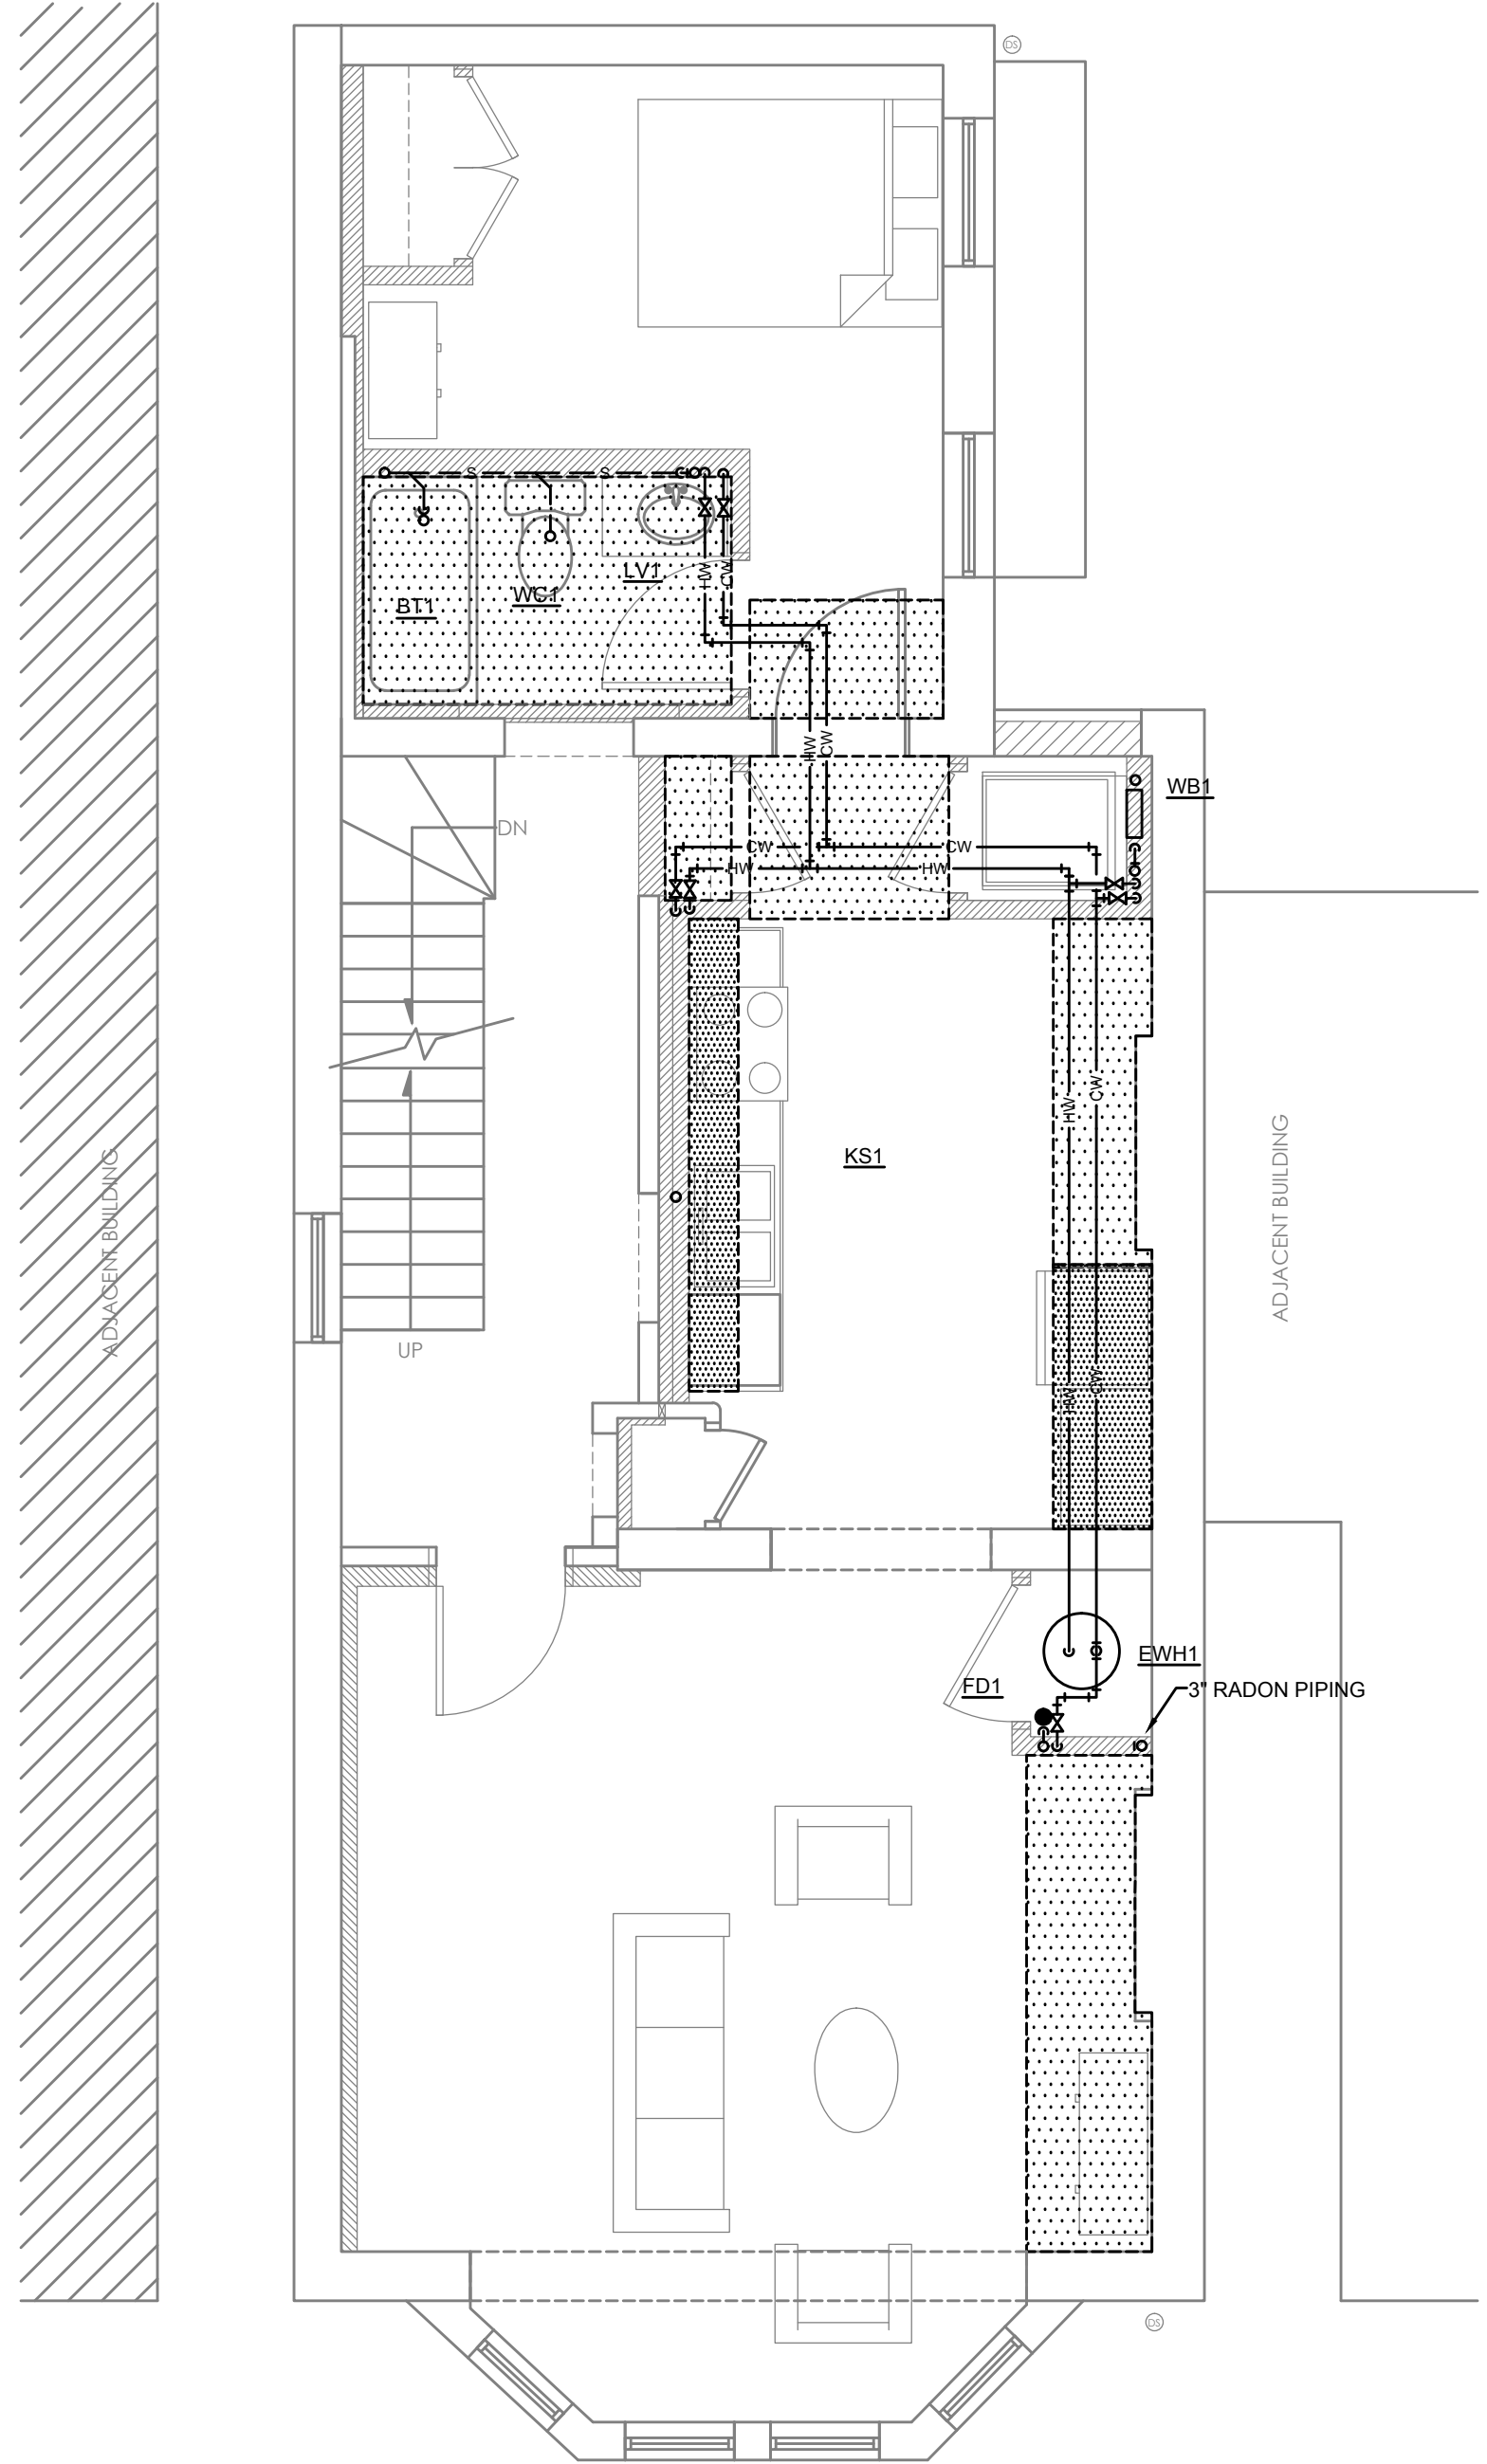 DS
S
S
LV1
HW
CW
WC1
BT1
HW
CW
WB1
DN
CW
CW
HW
HW
CW
HW
ADJACENT BUILDING
KS1
ADJACENT BUILDING
UP
CW
HW
EWH1
FD1
3" RADON PIPING
DS